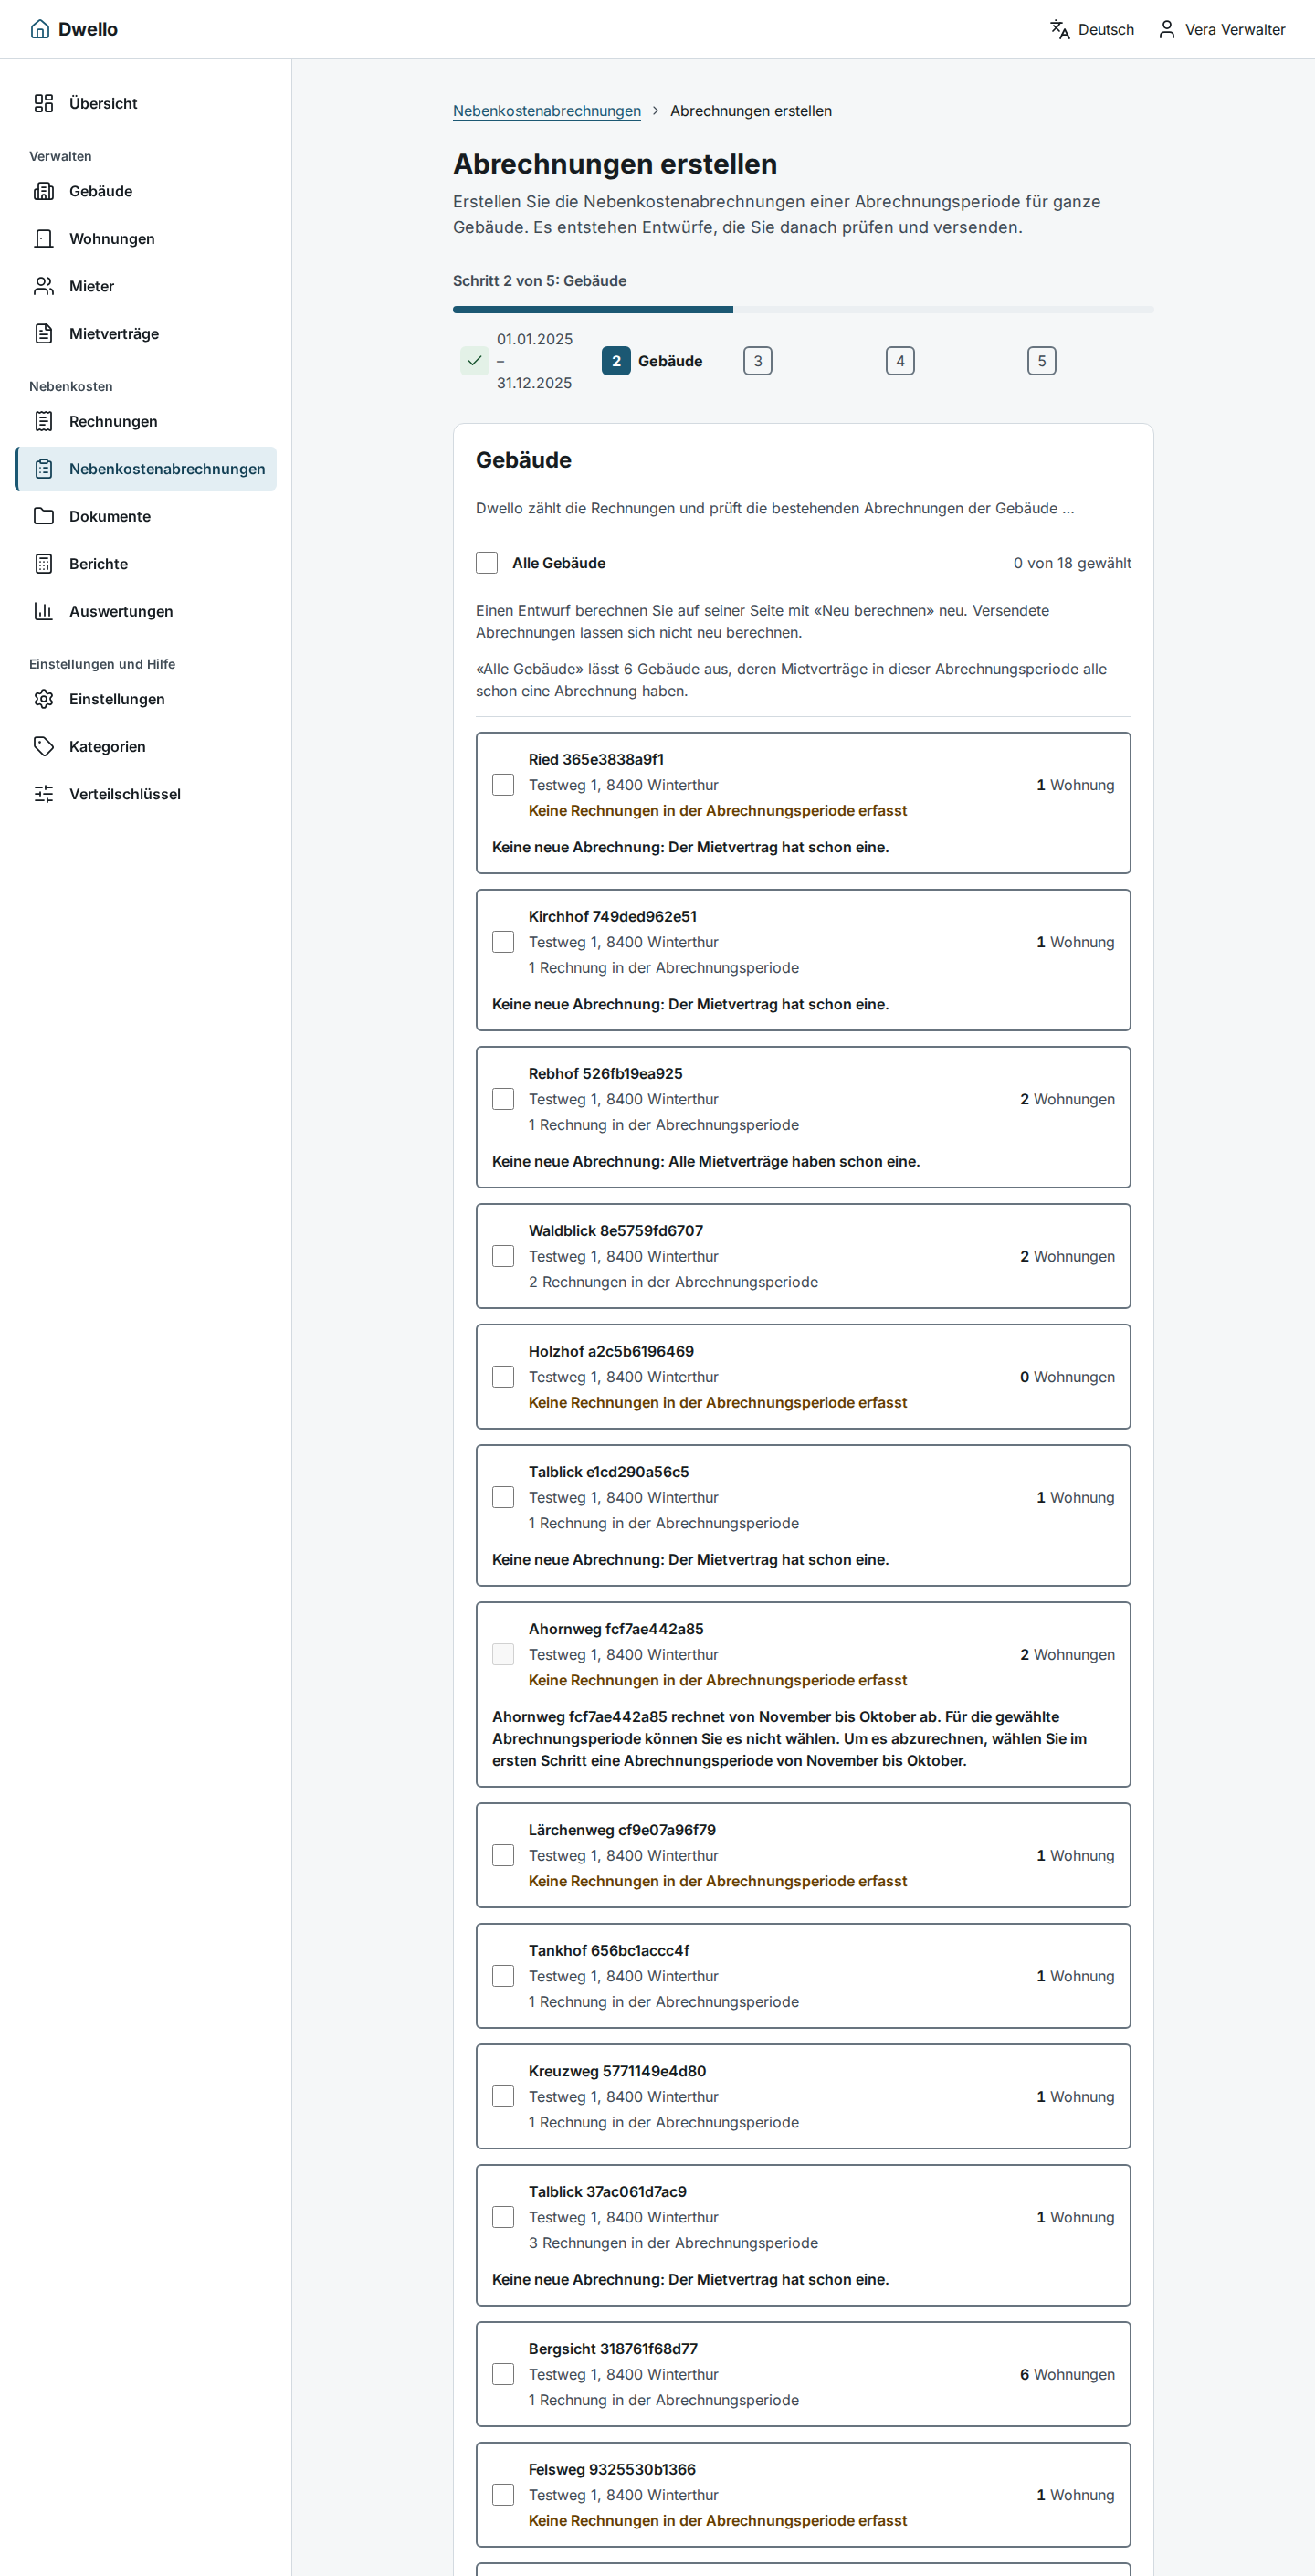 Dwello
Deutsch
Vera Verwalter
Übersicht
Verwalten
Gebäude
Wohnungen
Mieter
Mietverträge
Nebenkosten
Rechnungen
Nebenkostenabrechnungen
Dokumente
Berichte
Auswertungen
Einstellungen und Hilfe
Einstellungen
Kategorien
Verteilschlüssel
Nebenkostenabrechnungen > Abrechnungen erstellen
Abrechnungen erstellen
Erstellen Sie die Nebenkostenabrechnungen einer Abrechnungsperiode für ganze
Gebäude. Es entstehen Entwürfe, die Sie danach prüfen und versenden.
Schritt 2 von 5: Gebäude
01.01.2025
–
31.12.2025
2 Gebäude
3
4
5
Gebäude
Dwello zählt die Rechnungen und prüft die bestehenden Abrechnungen der Gebäude ...
Alle Gebäude
0 von 18 gewählt
Einen Entwurf berechnen Sie auf seiner Seite mit «Neu berechnen» neu. Versendete
Abrechnungen lassen sich nicht neu berechnen.
«Alle Gebäude» lässt 6 Gebäude aus, deren Mietverträge in dieser Abrechnungsperiode alle
schon eine Abrechnung haben.
Ried 365e3838a9f1
Testweg 1, 8400 Winterthur
1 Wohnung
Keine Rechnungen in der Abrechnungsperiode erfasst
Keine neue Abrechnung: Der Mietvertrag hat schon eine.
Kirchhof 749ded962e51
Testweg 1, 8400 Winterthur
1 Wohnung
1 Rechnung in der Abrechnungsperiode
Keine neue Abrechnung: Der Mietvertrag hat schon eine.
Rebhof 526fb19ea925
Testweg 1, 8400 Winterthur
2 Wohnungen
1 Rechnung in der Abrechnungsperiode
Keine neue Abrechnung: Alle Mietverträge haben schon eine.
Waldblick 8e5759fd6707
Testweg 1, 8400 Winterthur
2 Wohnungen
2 Rechnungen in der Abrechnungsperiode
Holzhof a2c5b6196469
Testweg 1, 8400 Winterthur
0 Wohnungen
Keine Rechnungen in der Abrechnungsperiode erfasst
Talblick e1cd290a56c5
Testweg 1, 8400 Winterthur
1 Wohnung
1 Rechnung in der Abrechnungsperiode
Keine neue Abrechnung: Der Mietvertrag hat schon eine.
Ahornweg fcf7ae442a85
Testweg 1, 8400 Winterthur
2 Wohnungen
Keine Rechnungen in der Abrechnungsperiode erfasst
Ahornweg fcf7ae442a85 rechnet von November bis Oktober ab. Für die gewählte
Abrechnungsperiode können Sie es nicht wählen. Um es abzurechnen, wählen Sie im
ersten Schritt eine Abrechnungsperiode von November bis Oktober.
Lärchenweg cf9e07a96f79
Testweg 1, 8400 Winterthur
1 Wohnung
Keine Rechnungen in der Abrechnungsperiode erfasst
Tankhof 656bc1accc4f
Testweg 1, 8400 Winterthur
1 Wohnung
1 Rechnung in der Abrechnungsperiode
Kreuzweg 5771149e4d80
Testweg 1, 8400 Winterthur
1 Wohnung
1 Rechnung in der Abrechnungsperiode
Talblick 37ac061d7ac9
Testweg 1, 8400 Winterthur
1 Wohnung
3 Rechnungen in der Abrechnungsperiode
Keine neue Abrechnung: Der Mietvertrag hat schon eine.
Bergsicht 318761f68d77
Testweg 1, 8400 Winterthur
6 Wohnungen
1 Rechnung in der Abrechnungsperiode
Felsweg 9325530b1366
Testweg 1, 8400 Winterthur
1 Wohnung
Keine Rechnungen in der Abrechnungsperiode erfasst